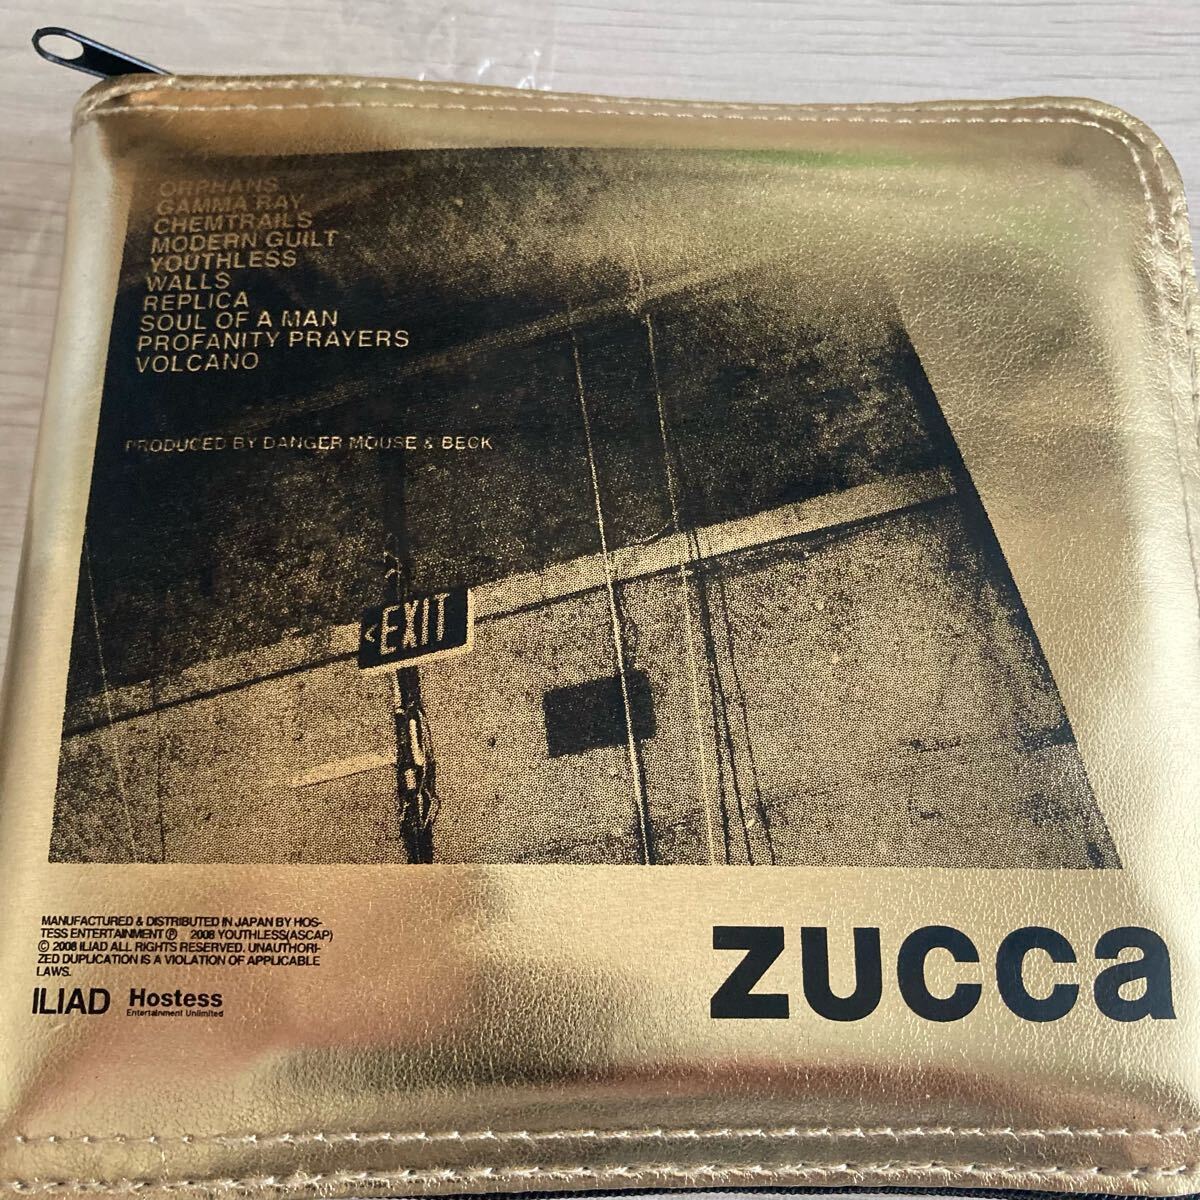 ORPHANS
GAMMA RAY
CHEMTRAILS
MODERN GUILT
YOUTHLESS
WALLS
REPLICA
SOUL OF A MAN
PROFANITY PRAYERS
VOLCANO
PRODUCED BY DANGER MOUSE & BECK
<EXIT
MANUFACTURED & DISTRIBUTED IN JAPAN BY HOS-
TESS ENTERTAINMENT ℗ 2008 YOUTHLESS(ASCAP)
© 2008 ILIAD ALL RIGHTS RESERVED. UNAUTHORI-
ZED DUPLICATION IS A VIOLATION OF APPLICABLE
LAWS.
ILIAD Hostess
Entertainment Unlimited
zucca